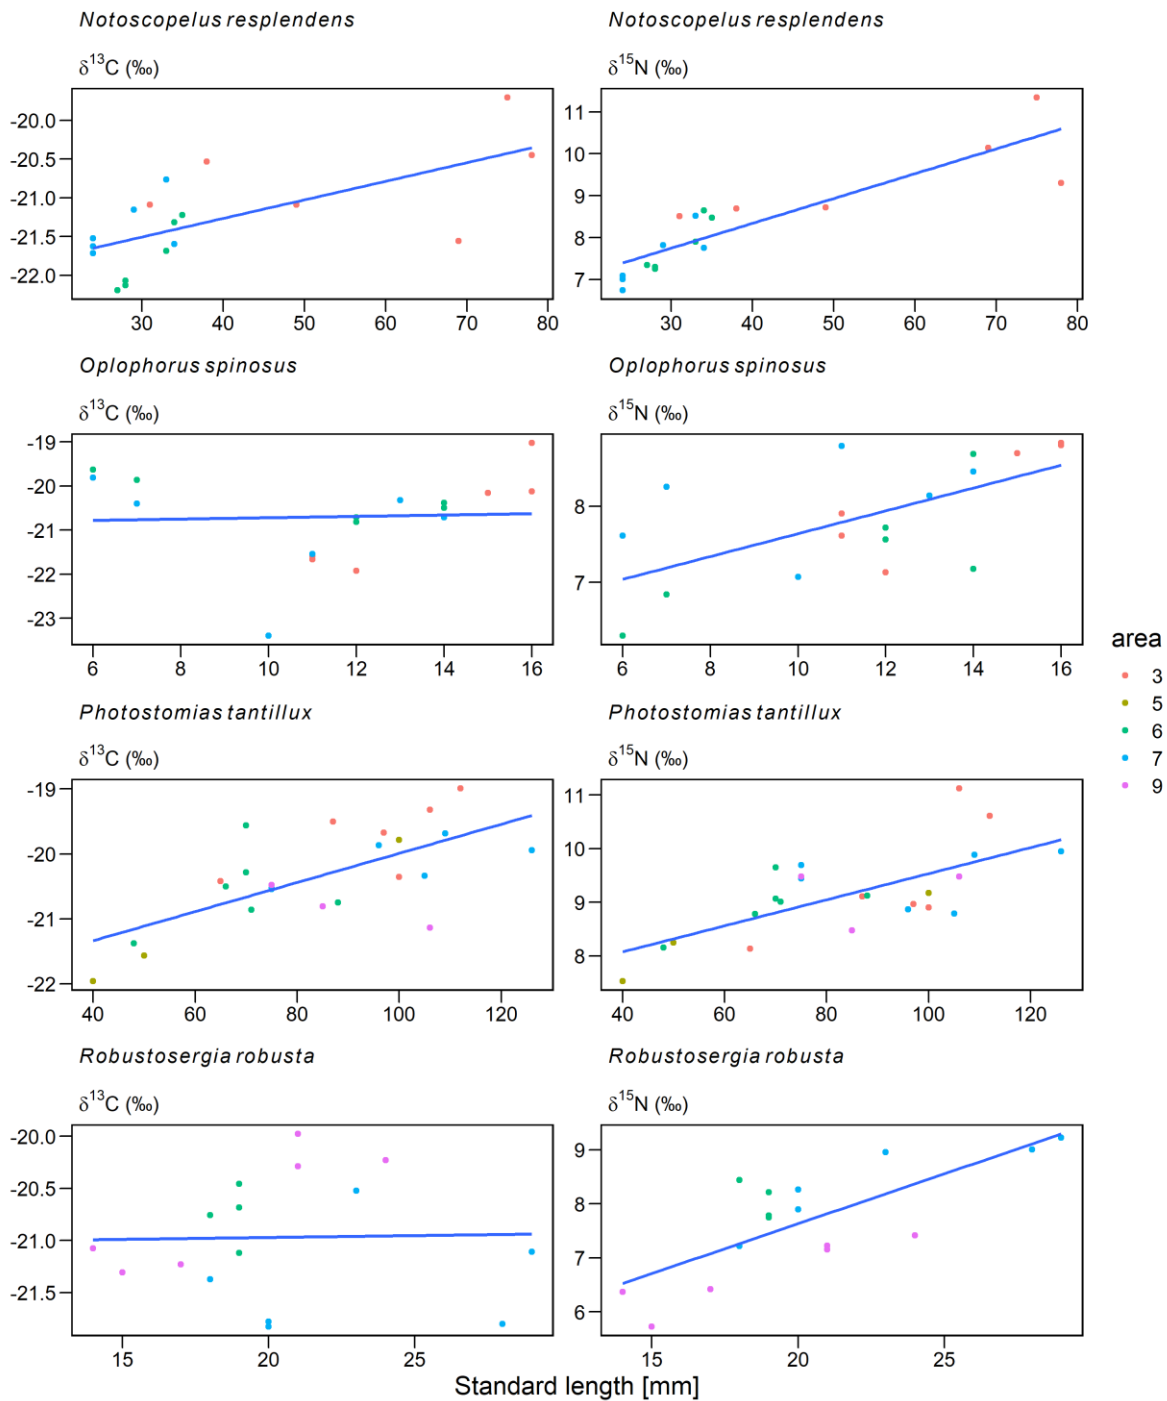 Notoscopelus resplendens
δ13C (‰)
-20.0
-20.5
-21.0
-21.5
-22.0
30 40 50 60 70 80
Notoscopelus resplendens
δ15N (‰)
11
10
9
8
7
30 40 50 60 70 80
Oplophorus spinosus
δ13C (‰)
-19
-20
-21
-22
-23
6 8 10 12 14 16
Oplophorus spinosus
δ15N (‰)
8
7
6 8 10 12 14 16
Photostomias tantillux
δ13C (‰)
-19
-20
-21
-22
40 60 80 100 120
Photostomias tantillux
δ15N (‰)
11
10
9
8
40 60 80 100 120
Robustosergia robusta
δ13C (‰)
-20.0
-20.5
-21.0
-21.5
15 20 25
Robustosergia robusta
δ15N (‰)
9
8
7
6
15 20 25
Standard length [mm]
area
3
5
6
7
9